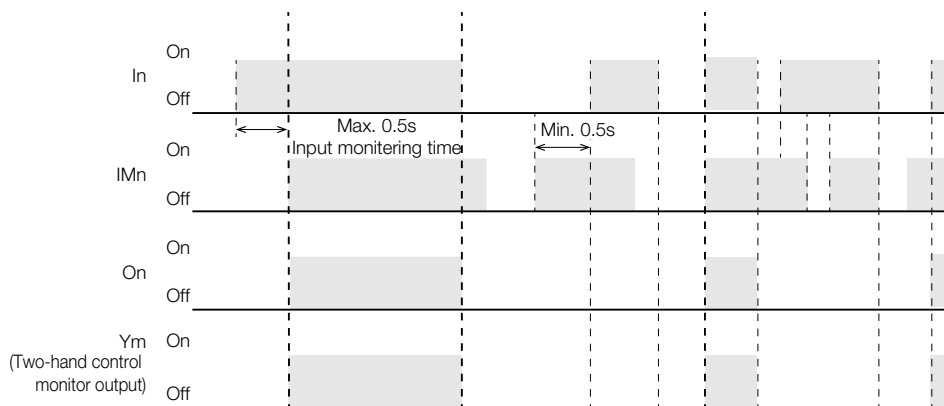 On
In
Off
Max. 0.5s
Min. 0.5s
Input monitering time
On
IMn
Off
On
On
Off
Ym
On
(Two-hand control
monitor output)
Off